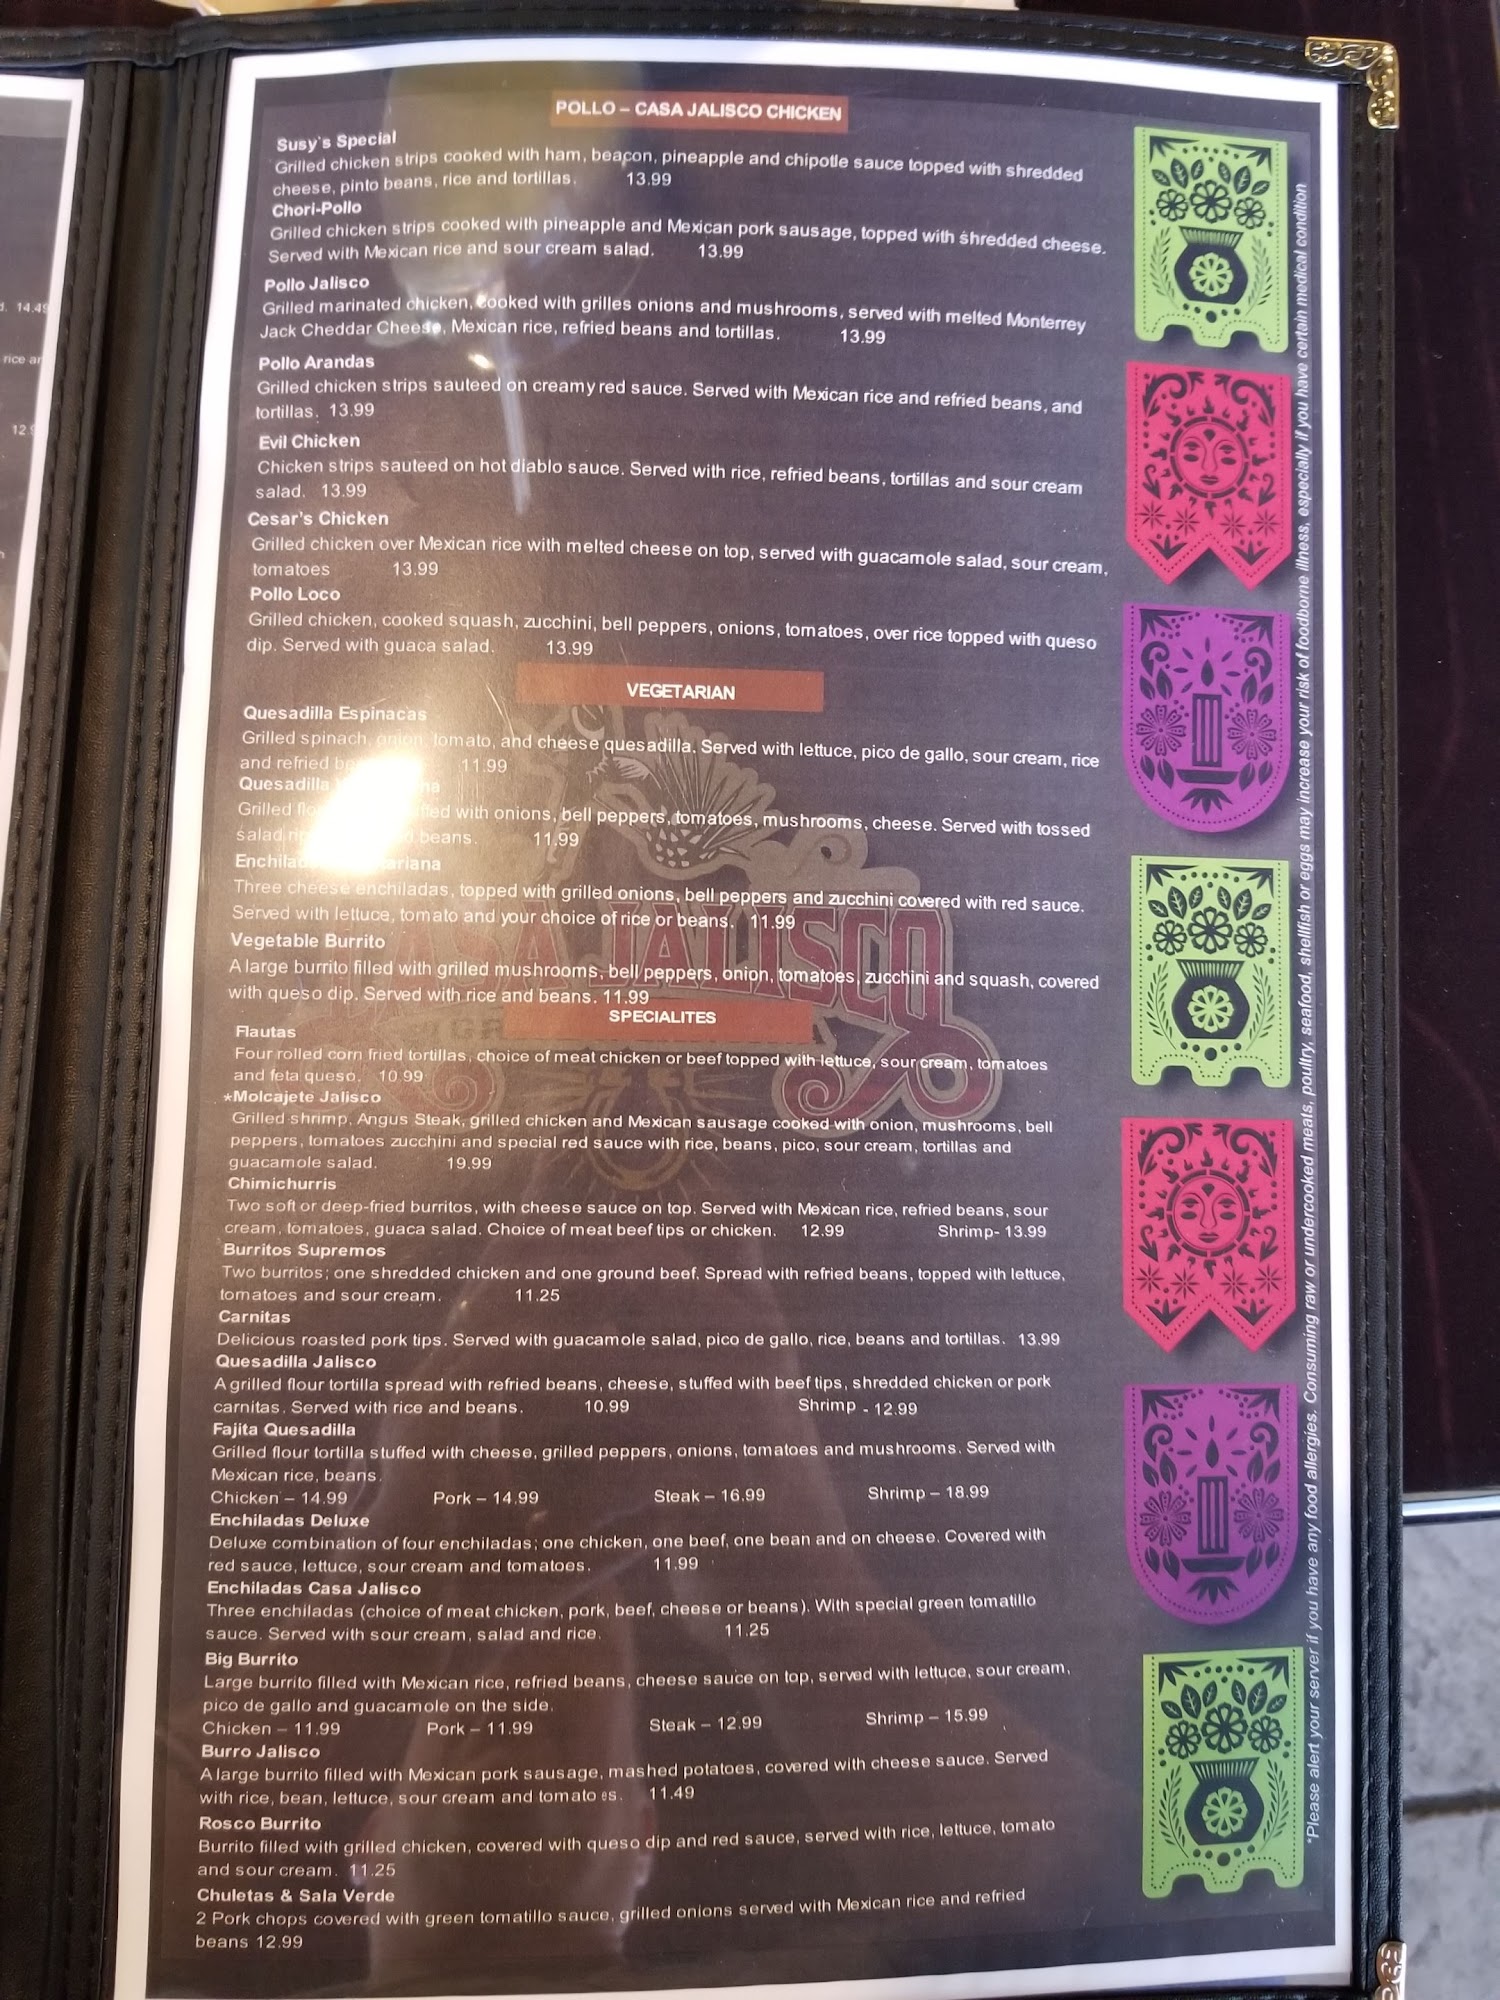 POLLO – CASA JALISCO CHICKEN
Susy's Special
Grilled chicken strips cooked with ham, beacon, pineapple and chipotle sauce topped with shredded
cheese, pinto beans, rice and tortillas. 13.99
Chori-Pollo
Grilled chicken strips cooked with pineapple and Mexican pork sausage, topped with shredded cheese.
Served with Mexican rice and sour cream salad. 13.99
Pollo Jalisco
Grilled marinated chicken, cooked with grilles onions and mushrooms, served with melted Monterrey
Jack Cheddar Cheese, Mexican rice, refried beans and tortillas. 13.99
Pollo Arandas
Grilled chicken strips sauteed on creamy red sauce. Served with Mexican rice and refried beans, and
tortillas. 13.99
Evil Chicken
Chicken strips sauteed on hot diablo sauce. Served with rice, refried beans, tortillas and sour cream
salad. 13.99
Cesar's Chicken
Grilled chicken over Mexican rice with melted cheese on top, served with guacamole salad, sour cream,
tomatoes 13.99
Pollo Loco
Grilled chicken, cooked squash, zucchini, bell peppers, onions, tomatoes, over rice topped with queso
dip. Served with guaca salad. 13.99
VEGETARIAN
Quesadilla Espinacas
Grilled spinach, onion, tomato, and cheese quesadilla. Served with lettuce, pico de gallo, sour cream, rice
and refried 11.99
Quesadilla
Grilled with onions, bell peppers, tomatoes, mushrooms, cheese. Served with tossed
salad beans. 11.99
Three cheese enchiladas, topped with grilled onions, bell peppers and zucchini covered with red sauce.
Served with lettuce, tomato and your choice of rice or beans. 11.99
Vegetable Burrito
A large burrito filled with grilled mushrooms, bell peppers, onion, tomatoes, zucchini and squash, covered
with queso dip. Served with rice and beans. 11.99
CASA JALISCO
SPECIALITES
Flautas
Four rolled corn fried tortillas, choice of meat chicken or beef topped with lettuce, sour cream, tomatoes
and feta queso. 10.99
*Molcajete Jalisco
Grilled shrimp, Angus Steak, grilled chicken and Mexican sausage cooked with onion, mushrooms, bell
peppers, tomatoes zucchini and special red sauce with rice, beans, pico, sour cream, tortillas and
guacamole salad. 19.99
Chimichurris
Two soft or deep-fried burritos, with cheese sauce on top. Served with Mexican rice, refried beans, sour
cream, tomatoes, guaca salad. Choice of meat beef tips or chicken. 12.99 Shrimp- 13.99
Burritos Supremos
Two burritos; one shredded chicken and one ground beef. Spread with refried beans, topped with lettuce,
tomatoes and sour cream. 11.25
Carnitas
Delicious roasted pork tips. Served with guacamole salad, pico de gallo, rice, beans and tortillas. 13.99
Quesadilla Jalisco
A grilled flour tortilla spread with refried beans, cheese, stuffed with beef tips, shredded chicken or pork
carnitas. Served with rice and beans. 10.99 Shrimp - 12.99
Fajita Quesadilla
Grilled flour tortilla stuffed with cheese, grilled peppers, onions, tomatoes and mushrooms. Served with
Mexican rice, beans.
Chicken – 14.99 Pork – 14.99 Steak – 16.99 Shrimp – 18.99
Enchiladas Deluxe
Deluxe combination of four enchiladas; one chicken, one beef, one bean and on cheese. Covered with
red sauce, lettuce, sour cream and tomatoes. 11.99
Enchiladas Casa Jalisco
Three enchiladas (choice of meat chicken, pork, beef, cheese or beans). With special green tomatillo
sauce. Served with sour cream, salad and rice. 11.25
Big Burrito
Large burrito filled with Mexican rice, refried beans, cheese sauce on top, served with lettuce, sour cream,
pico de gallo and guacamole on the side.
Chicken – 11.99 Pork – 11.99 Steak – 12.99 Shrimp – 15.99
Burro Jalisco
A large burrito filled with Mexican pork sausage, mashed potatoes, covered with cheese sauce. Served
with rice, bean, lettuce, sour cream and tomatoes. 11.49
Rosco Burrito
Burrito filled with grilled chicken, covered with queso dip and red sauce, served with rice, lettuce, tomato
and sour cream. 11.25
Chuletas & Sala Verde
2 Pork chops covered with green tomatillo sauce, grilled onions served with Mexican rice and refried
beans 12.99
*Please alert your server if you have any food allergies. Consuming raw or undercooked meats, poultry, seafood, shellfish or eggs may increase your risk of foodborne illness, especially if you have certain medical condition
14.49
rice